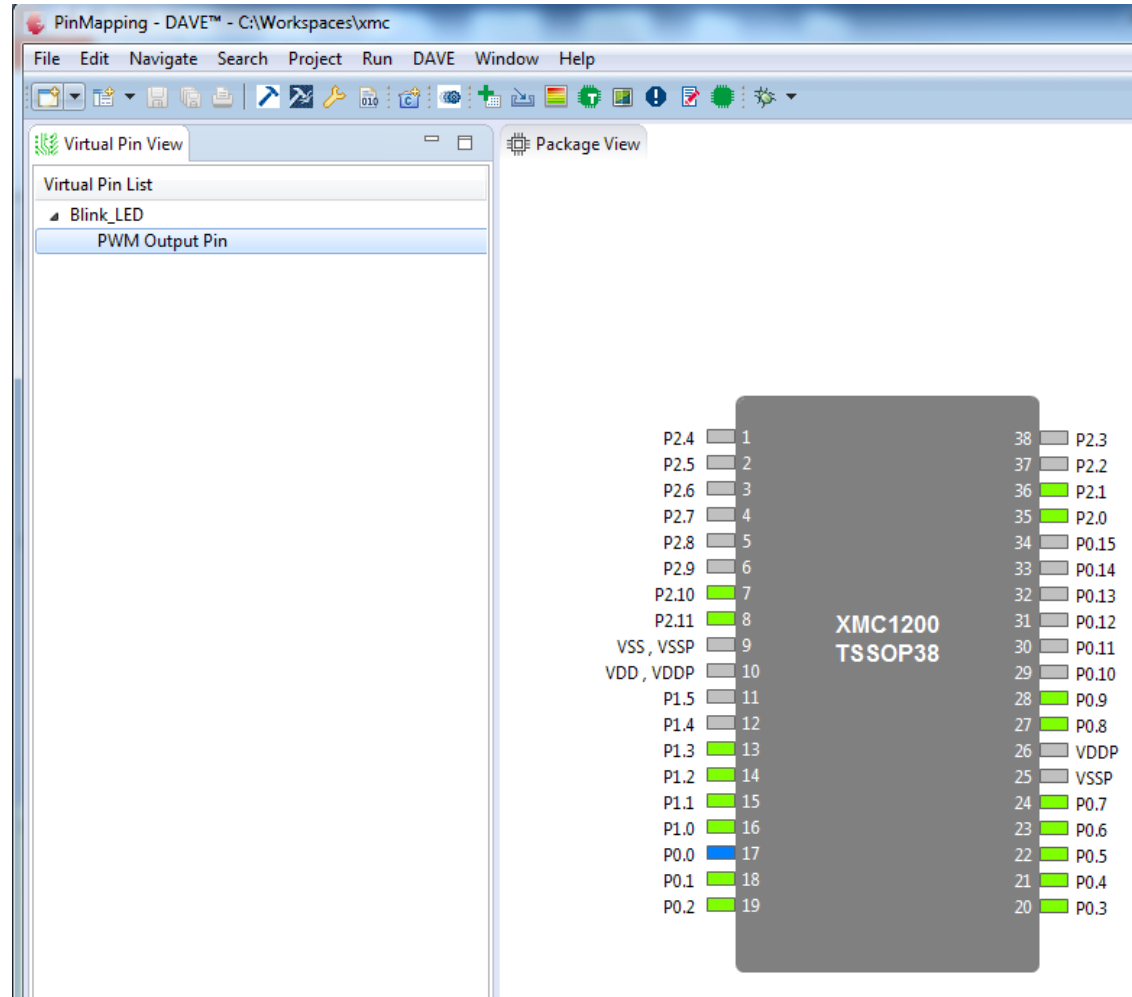 PinMapping - DAVE™ - C:\Workspaces\xmc
File Edit Navigate Search Project Run DAVE Window Help
010
C
T
Virtual Pin View
Package View
Virtual Pin List
Blink_LED
PWM Output Pin
P2.4 1 38 P2.3
P2.5 2 37 P2.2
P2.6 3 36 P2.1
P2.7 4 35 P2.0
P2.8 5 34 P0.15
P2.9 6 33 P0.14
P2.10 7 32 P0.13
P2.11 8 31 P0.12
XMC1200
VSS , VSSP 9 30 P0.11
TSSOP38
VDD , VDDP 10 29 P0.10
P1.5 11 28 P0.9
P1.4 12 27 P0.8
P1.3 13 26 VDDP
P1.2 14 25 VSSP
P1.1 15 24 P0.7
P1.0 16 23 P0.6
P0.0 17 22 P0.5
P0.1 18 21 P0.4
P0.2 19 20 P0.3